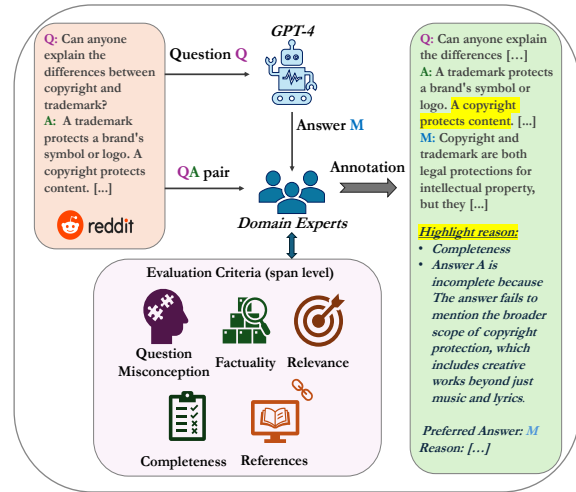 Q: Can anyone
explain the
differences between
copyright and
trademark?
A: A trademark
protects a brand's
symbol or logo. A
copyright protects
content. [...]
reddit
Question Q
GPT-4
Answer M
QA pair
Domain Experts
Annotation
Evaluation Criteria (span level)
Question
Misconception
Factuality
Relevance
Completeness
References
Q: Can anyone explain
the differences […]
A: A trademark protects
a brand's symbol or
logo. A copyright
protects content. [...]
M: Copyright and
trademark are both
legal protections for
intellectual property,
but they [...]
Highlight reason:
• Completeness
• Answer A is
incomplete because
The answer fails to
mention the broader
scope of copyright
protection, which
includes creative
works beyond just
music and lyrics.
Preferred Answer: M
Reason: […]